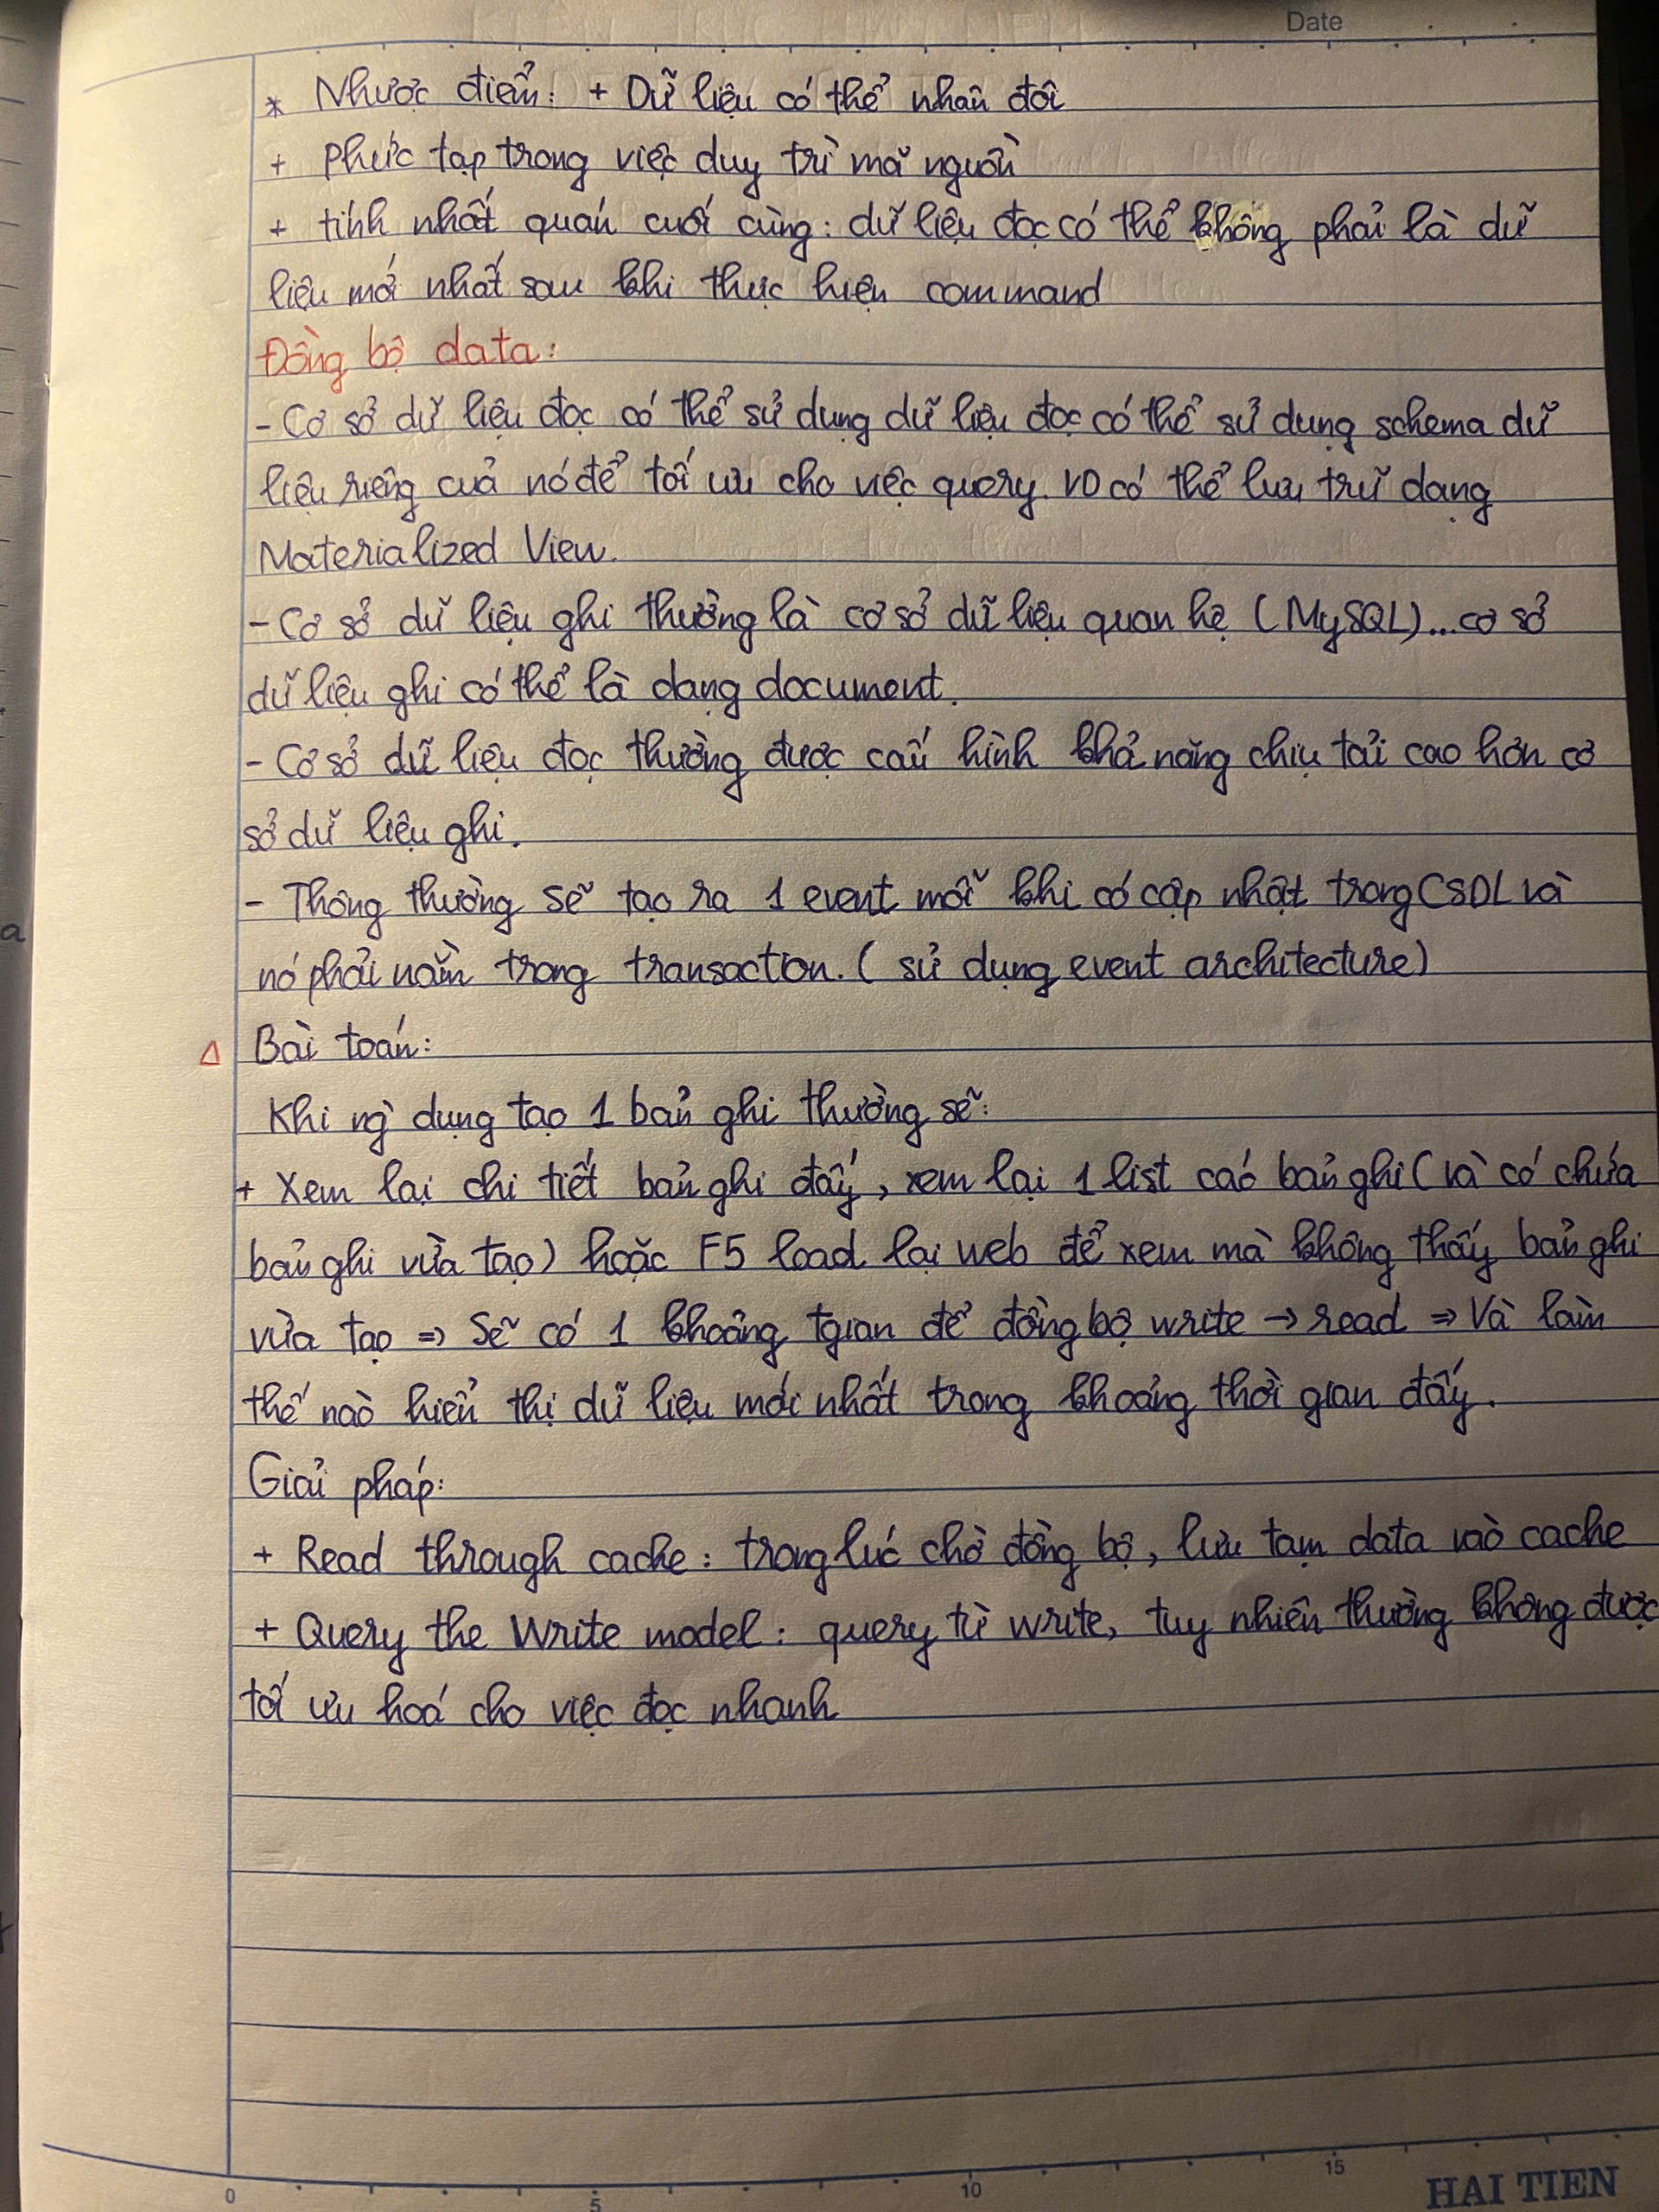 Date
* Nhược điểm: + Dữ liệu có thể nhân đôi
+ phức tạp trong việc duy trì mã nguồn
+ tính nhất quán cuối cùng: dữ liệu đọc có thể không phải là dữ
liệu mới nhất sau khi thực hiện command
Đồng bộ data:
- Cơ sở dữ liệu đọc có thể sử dụng dữ liệu đọc có thể sử dụng schema dữ
liệu riêng của nó để tối ưu cho việc query. VD có thể lưu trữ dạng
Materialized View.
- Cơ sở dữ liệu ghi thường là cơ sở dữ liệu quan hệ (MySQL)...cơ sở
dữ liệu ghi có thể là dạng document.
- Cơ sở dữ liệu đọc thường được cấu hình khả năng chịu tải cao hơn cơ
sở dữ liệu ghi.
- Thông thường sẽ tạo ra 1 event mỗi khi có cập nhật trong CSDL và
nó phải nằm trong transaction. ( sử dụng event architecture)
Δ Bài toán:
Khi ng` dụng tạo 1 bản ghi thường sẽ:
+ Xem lại chi tiết bản ghi đấy, xem lại 1 list các bản ghi ( và có chứa
bản ghi vừa tạo) hoặc F5 load lại web để xem mà không thấy bản ghi
vừa tạo ⇒ Sẽ có 1 khoảng tgian để đồng bộ write → read ⇒ Và làm
thế nào hiển thị dữ liệu mới nhất trong khoảng thời gian đấy.
Giải pháp:
+ Read through cache: trong lúc chờ đồng bộ, lưu tạm data vào cache
+ Query the Write model: query từ write, tuy nhiên thường không được
tối ưu hoá cho việc đọc nhanh
0 5 10 15
HAI TIEN